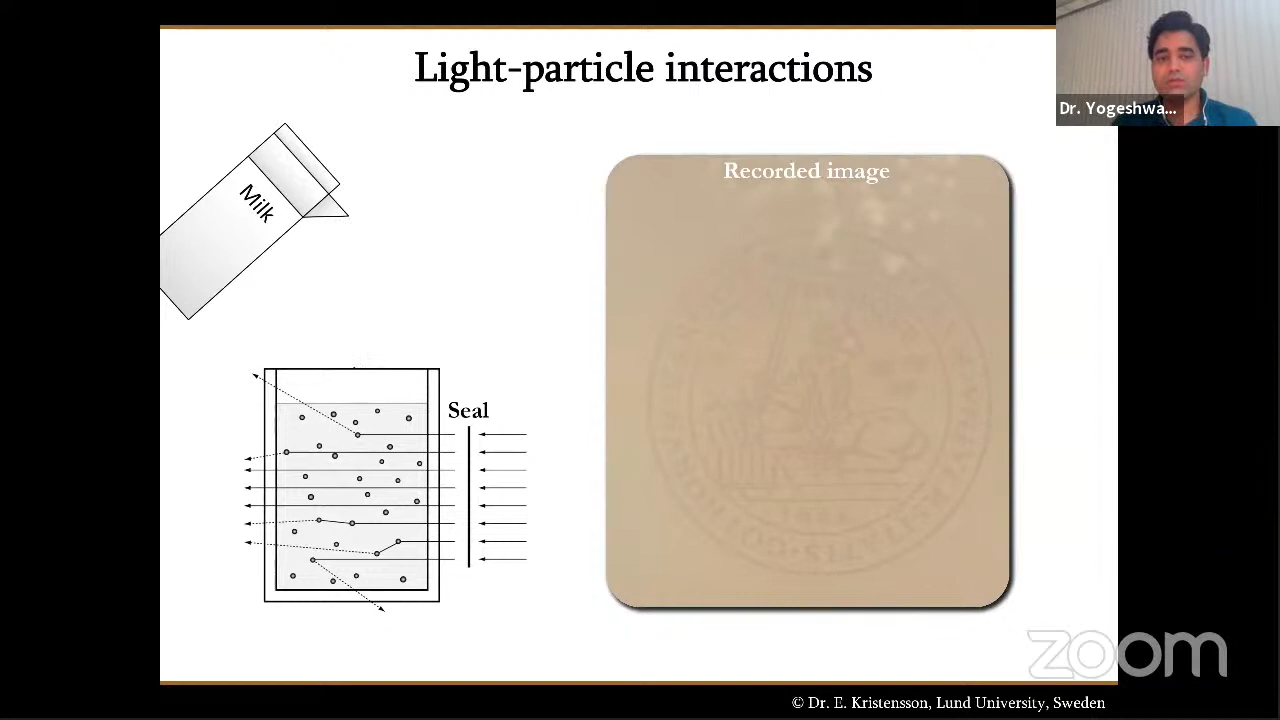 Light-particle interactions
Dr. Yogeshwa...
Milk
Recorded image
Seal
zoom
© Dr. E. Kristensson, Lund University, Sweden